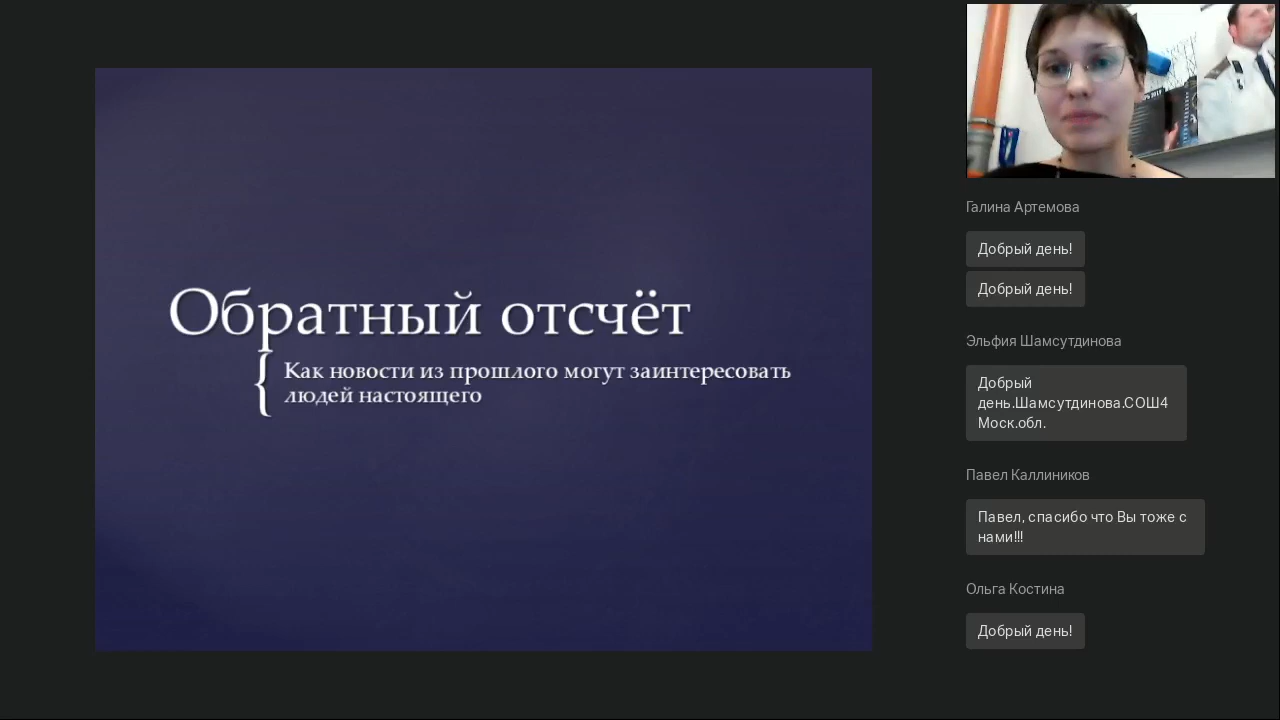 Обратный отсчёт
Как новости из прошлого могут заинтересовать
людей настоящего
Галина Артемова
Добрый день!
Добрый день!
Эльфия Шамсутдинова
Добрый
день.Шамсутдинова.СОШ4
Моск.обл.
Павел Каллиников
Павел, спасибо что Вы тоже с
нами!!!
Ольга Костина
Добрый день!